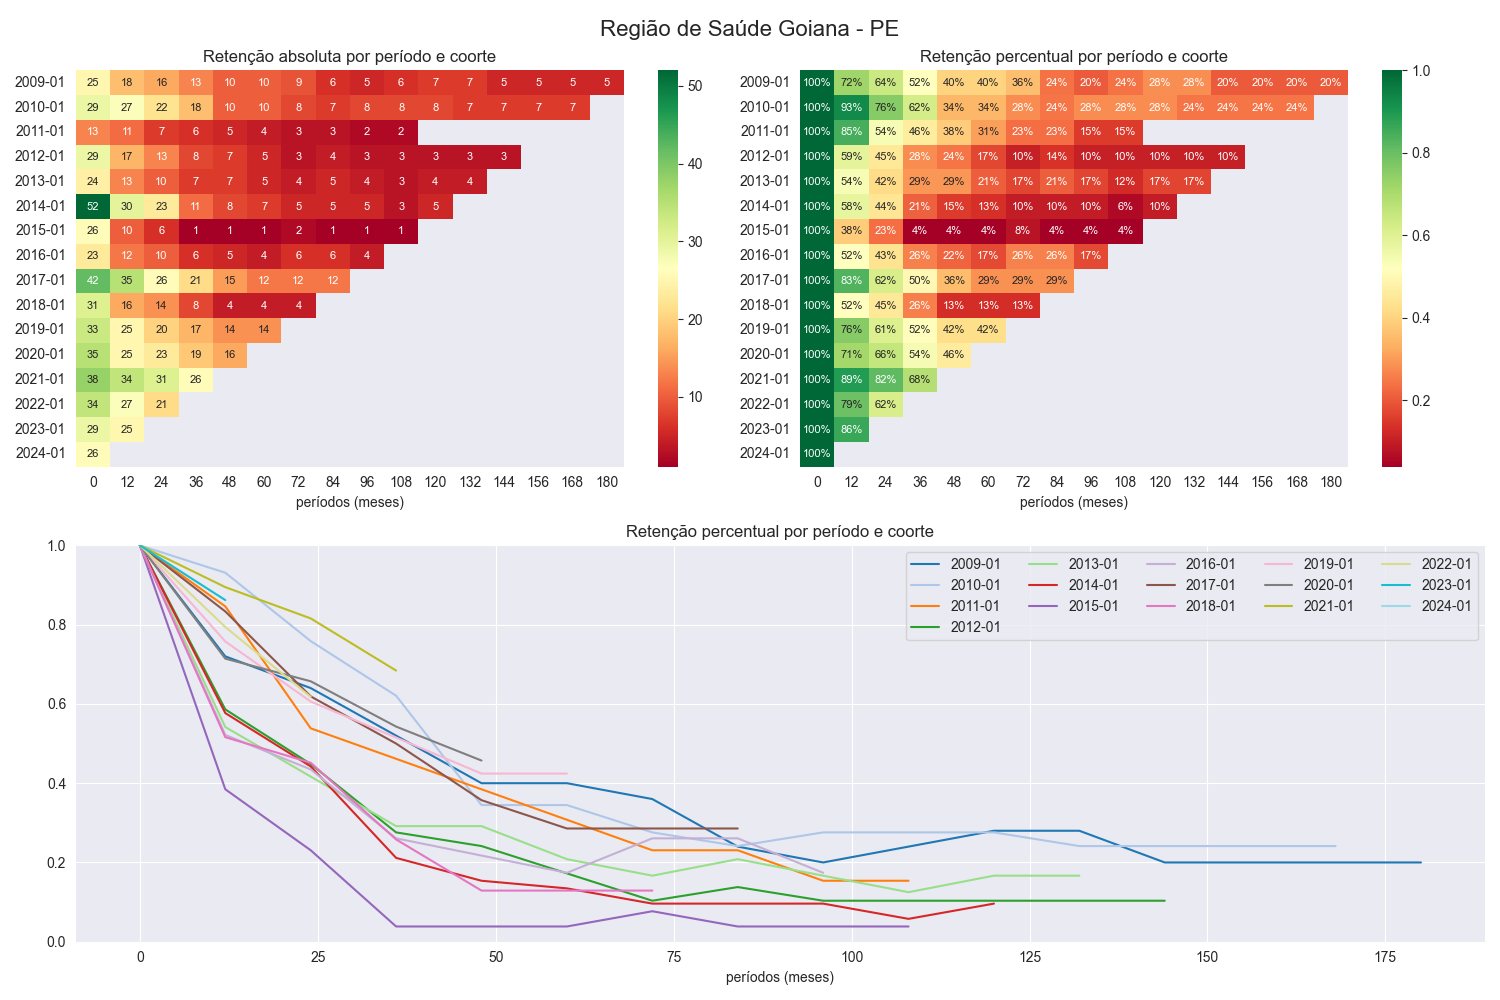 Região de Saúde Goiana - PE
Retenção absoluta por período e coorte
2009-01 25 18 16 13 10 10 9 6 5 6 7 7 5 5 5 5
2010-01 29 27 22 18 10 10 8 7 8 8 8 7 7 7 7
2011-01 13 11 7 6 5 4 3 3 2 2
2012-01 29 17 13 8 7 5 3 4 3 3 3 3 3
2013-01 24 13 10 7 7 5 4 5 4 3 4 4
2014-01 52 30 23 11 8 7 5 5 5 3 5
2015-01 26 10 6 1 1 1 2 1 1 1
2016-01 23 12 10 6 5 4 6 6 4
2017-01 42 35 26 21 15 12 12 12
2018-01 31 16 14 8 4 4 4
2019-01 33 25 20 17 14 14
2020-01 35 25 23 19 16
2021-01 38 34 31 26
2022-01 34 27 21
2023-01 29 25
2024-01 26
0 12 24 36 48 60 72 84 96 108 120 132 144 156 168 180
períodos (meses)
50
40
30
20
10
Retenção percentual por período e coorte
2009-01 100% 72% 64% 52% 40% 40% 36% 24% 20% 24% 28% 28% 20% 20% 20% 20%
2010-01 100% 93% 76% 62% 34% 34% 28% 24% 28% 28% 28% 24% 24% 24% 24%
2011-01 100% 85% 54% 46% 38% 31% 23% 23% 15% 15%
2012-01 100% 59% 45% 28% 24% 17% 10% 14% 10% 10% 10% 10% 10%
2013-01 100% 54% 42% 29% 29% 21% 17% 21% 17% 12% 17% 17%
2014-01 100% 58% 44% 21% 15% 13% 10% 10% 10% 6% 10%
2015-01 100% 38% 23% 4% 4% 4% 8% 4% 4% 4%
2016-01 100% 52% 43% 26% 22% 17% 26% 26% 17%
2017-01 100% 83% 62% 50% 36% 29% 29% 29%
2018-01 100% 52% 45% 26% 13% 13% 13%
2019-01 100% 76% 61% 52% 42% 42%
2020-01 100% 71% 66% 54% 46%
2021-01 100% 89% 82% 68%
2022-01 100% 79% 62%
2023-01 100% 86%
2024-01 100%
0 12 24 36 48 60 72 84 96 108 120 132 144 156 168 180
períodos (meses)
1.0
0.8
0.6
0.4
0.2
Retenção percentual por período e coorte
1.0
0.8
0.6
0.4
0.2
0.0
2009-01 2013-01 2016-01 2019-01 2022-01
2010-01 2014-01 2017-01 2020-01 2023-01
2011-01 2015-01 2018-01 2021-01 2024-01
2012-01
0 25 50 75 100 125 150 175
períodos (meses)